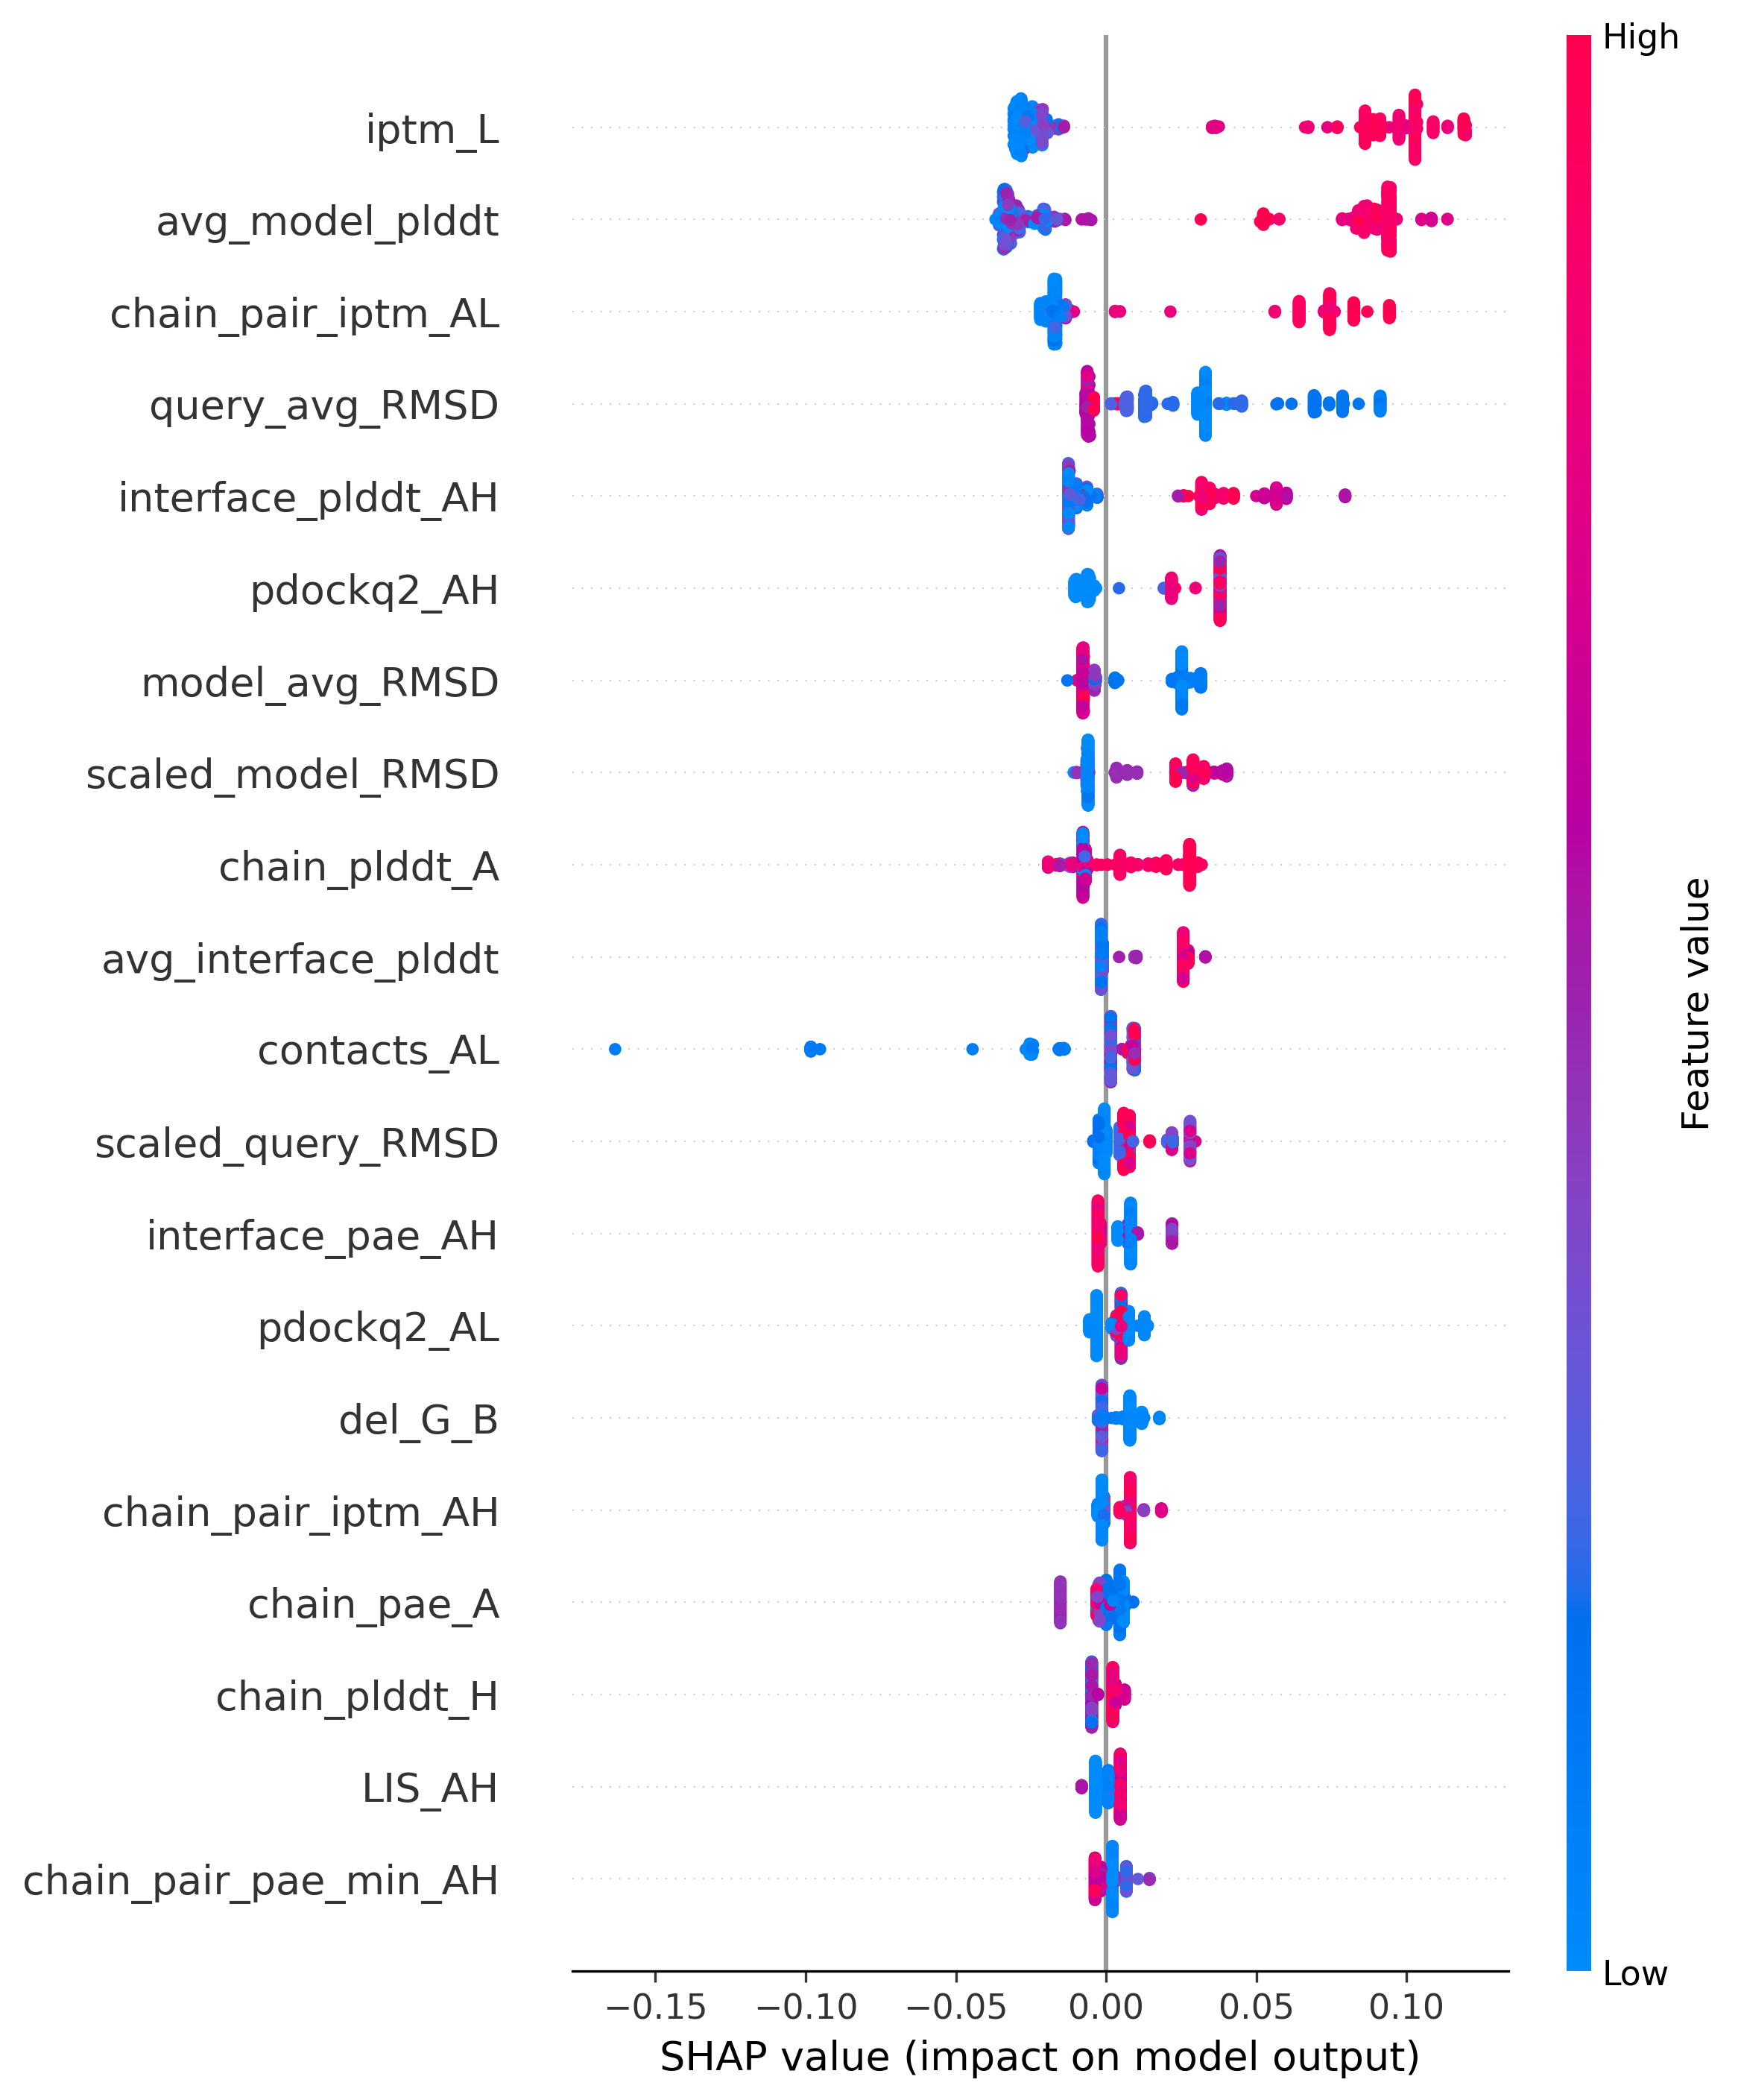 High
iptm_L
avg_model_plddt
chain_pair_iptm_AL
query_avg_RMSD
interface_plddt_AH
pdockq2_AH
model_avg_RMSD
scaled_model_RMSD
chain_plddt_A
avg_interface_plddt
contacts_AL
scaled_query_RMSD
interface_pae_AH
pdockq2_AL
del_G_B
chain_pair_iptm_AH
chain_pae_A
chain_plddt_H
LIS_AH
chain_pair_pae_min_AH
Feature value
Low
−0.15 −0.10 −0.05 0.00 0.05 0.10
SHAP value (impact on model output)